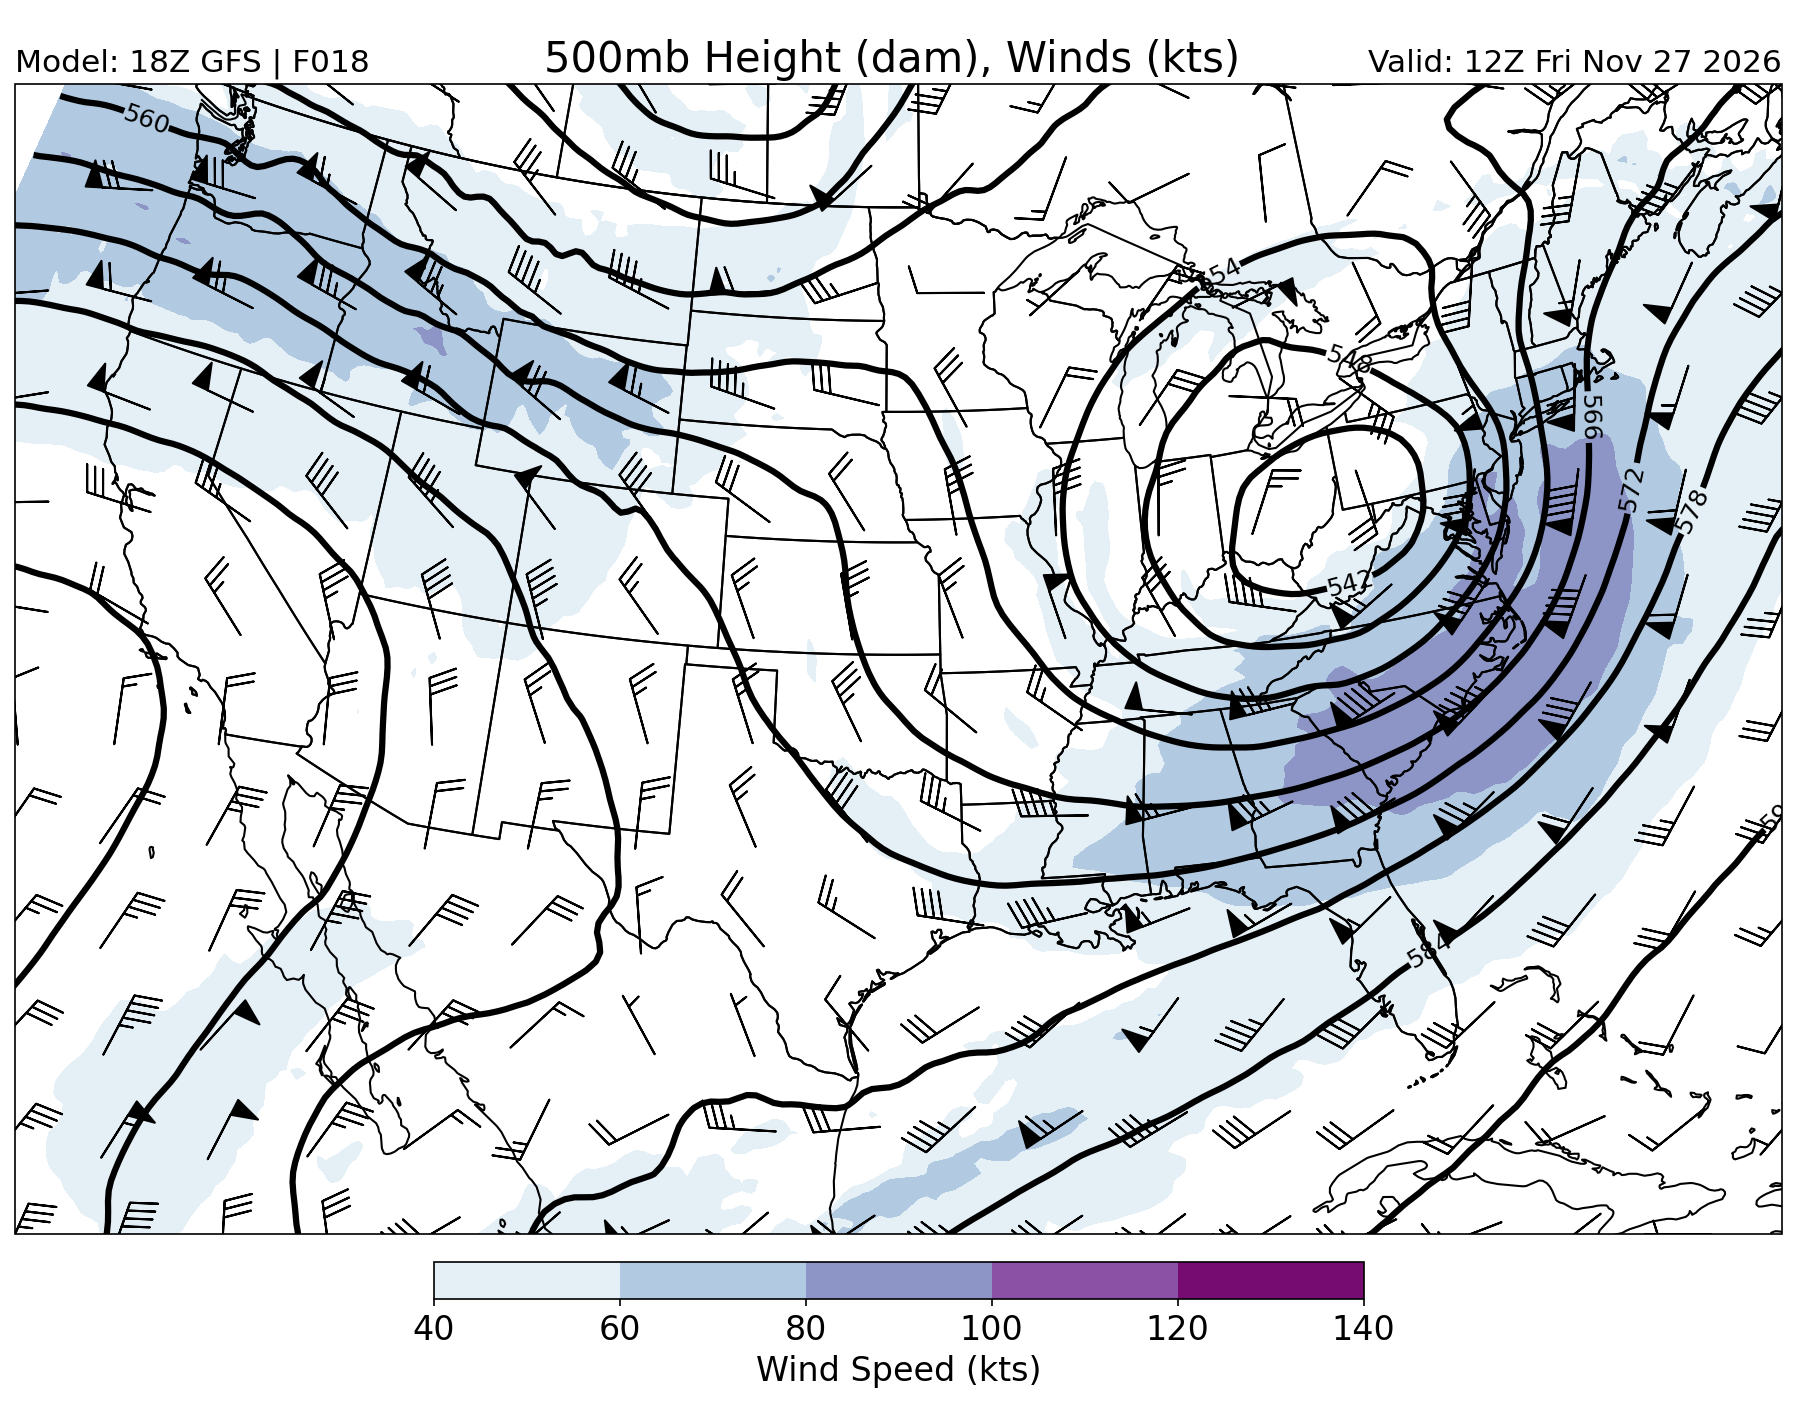 Model: 18Z GFS | F018
500mb Height (dam), Winds (kts)
Valid: 12Z Fri Nov 27 2026
560
554
548
566
572
578
542
584
40 60 80 100 120 140
Wind Speed (kts)